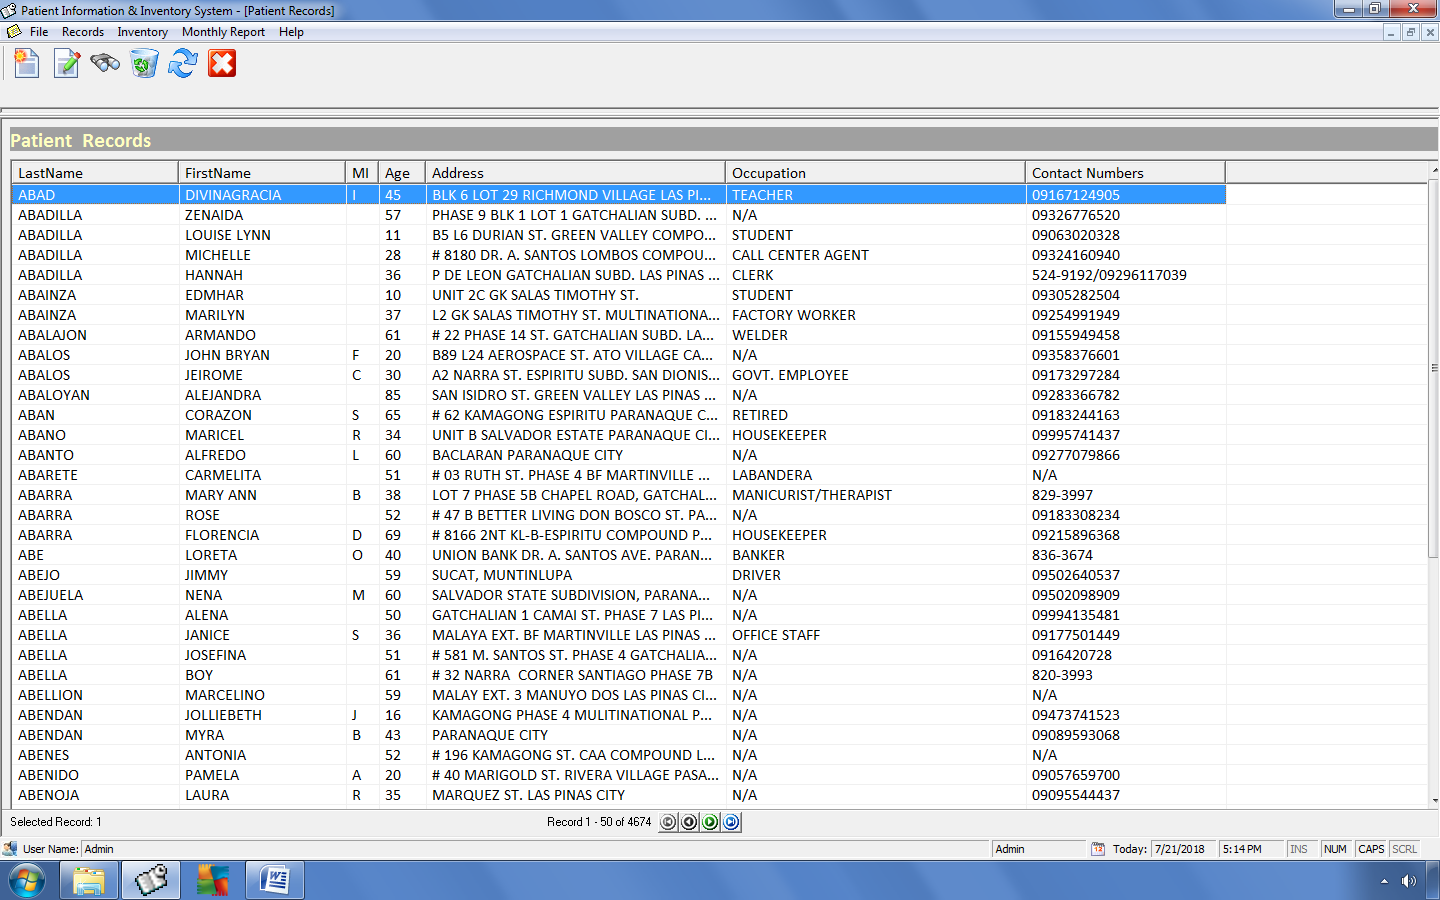 Patient Information & Inventory System - [Patient Records]
File Records Inventory Monthly Report Help
Patient Records
LastName FirstName MI Age Address Occupation Contact Numbers
ABAD DIVINAGRACIA I 45 BLK 6 LOT 29 RICHMOND VILLAGE LAS PI... TEACHER 09167124905
ABADILLA ZENAIDA 57 PHASE 9 BLK 1 LOT 1 GATCHALIAN SUBD. ... N/A 09326776520
ABADILLA LOUISE LYNN 11 B5 L6 DURIAN ST. GREEN VALLEY COMPO... STUDENT 09063020328
ABADILLA MICHELLE 28 # 8180 DR. A. SANTOS LOMBOS COMPOU... CALL CENTER AGENT 09324160940
ABADILLA HANNAH 36 P DE LEON GATCHALIAN SUBD. LAS PINAS ... CLERK 524-9192/09296117039
ABAINZA EDMHAR 10 UNIT 2C GK SALAS TIMOTHY ST. STUDENT 09305282504
ABAINZA MARILYN 37 L2 GK SALAS TIMOTHY ST. MULTINATIONA... FACTORY WORKER 09254991949
ABALAJON ARMANDO 61 # 22 PHASE 14 ST. GATCHALIAN SUBD. LA... WELDER 09155949458
ABALOS JOHN BRYAN F 20 B89 L24 AEROSPACE ST. ATO VILLAGE CA... N/A 09358376601
ABALOS JEIROME C 30 A2 NARRA ST. ESPIRITU SUBD. SAN DIONIS... GOVT. EMPLOYEE 09173297284
ABALOYAN ALEJANDRA 85 SAN ISIDRO ST. GREEN VALLEY LAS PINAS ... N/A 09283366782
ABAN CORAZON S 65 # 62 KAMAGONG ESPIRITU PARANAQUE C... RETIRED 09183244163
ABANO MARICEL R 34 UNIT B SALVADOR ESTATE PARANAQUE CI... HOUSEKEEPER 09995741437
ABANTO ALFREDO L 60 BACLARAN PARANAQUE CITY N/A 09277079866
ABARETE CARMELITA 51 # 03 RUTH ST. PHASE 4 BF MARTINVILLE ... LABANDERA N/A
ABARRA MARY ANN B 38 LOT 7 PHASE 5B CHAPEL ROAD, GATCHAL... MANICURIST/THERAPIST 829-3997
ABARRA ROSE 52 # 47 B BETTER LIVING DON BOSCO ST. PA... N/A 09183308234
ABARRA FLORENCIA D 69 # 8166 2NT KL-B-ESPIRITU COMPOUND P... HOUSEKEEPER 09215896368
ABE LORETA O 40 UNION BANK DR. A. SANTOS AVE. PARAN... BANKER 836-3674
ABEJO JIMMY 59 SUCAT, MUNTINLUPA DRIVER 09502640537
ABEJUELA NENA M 60 SALVADOR STATE SUBDIVISION, PARANA... N/A 09502098909
ABELLA ALENA 50 GATCHALIAN 1 CAMAI ST. PHASE 7 LAS PI... N/A 09994135481
ABELLA JANICE S 36 MALAYA EXT. BF MARTINVILLE LAS PINAS ... OFFICE STAFF 09177501449
ABELLA JOSEFINA 51 # 581 M. SANTOS ST. PHASE 4 GATCHALIA... N/A 0916420728
ABELLA BOY 61 # 32 NARRA  CORNER SANTIAGO PHASE 7B N/A 820-3993
ABELLION MARCELINO 59 MALAY EXT. 3 MANUYO DOS LAS PINAS CI... N/A N/A
ABENDAN JOLLIEBETH J 16 KAMAGONG PHASE 4 MULITINATIONAL P... N/A 09473741523
ABENDAN MYRA B 43 PARANAQUE CITY N/A 09089593068
ABENES ANTONIA 52 # 196 KAMAGONG ST. CAA COMPOUND L... N/A N/A
ABENIDO PAMELA A 20 # 40 MARIGOLD ST. RIVERA VILLAGE PASA... N/A 09057659700
ABENOJA LAURA R 35 MARQUEZ ST. LAS PINAS CITY N/A 09095544437
Selected Record: 1 Record 1 - 50 of 4674
User Name: Admin Admin 12 Today: 7/21/2018 5:14 PM INS NUM CAPS SCRL